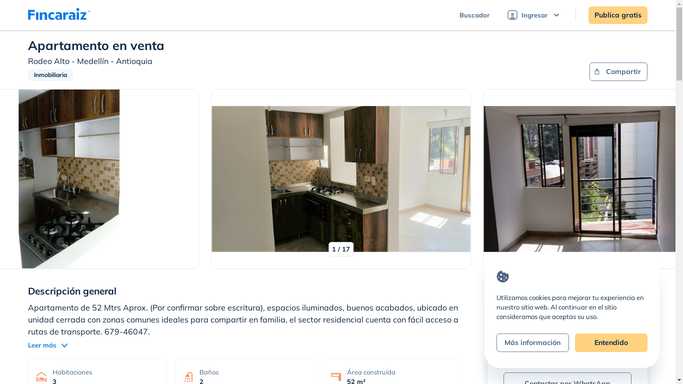 Fincaraiz
Buscador
Ingresar
Publica gratis
Apartamento en venta
Rodeo Alto - Medellín - Antioquia
Inmobiliaria
Compartir
1 / 17
Descripción general
Apartamento de 52 Mtrs Aprox. (Por confirmar sobre escritura), espacios iluminados, buenos acabados, ubicado en
unidad cerrada con zonas comunes ideales para compartir en familia, el sector residencial cuenta con fácil acceso a
rutas de transporte. 679-46047.
Leer más
Habitaciones
3
Baños
2
Área construida
52 m²
Utilizamos cookies para mejorar tu experiencia en
nuestro sitio web. Al continuar en el sitio
consideramos que aceptas su uso.
Más información
Entendido
Contactar por WhatsApp